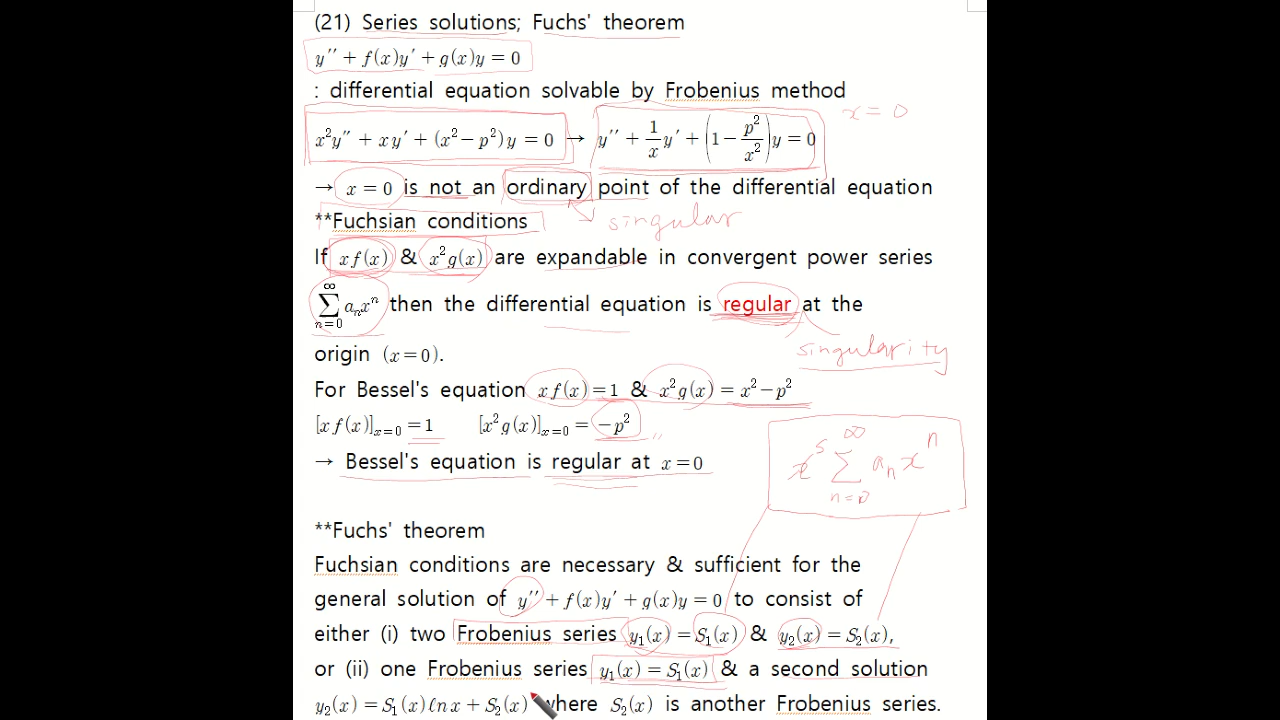 (21) Series solutions; Fuchs' theorem
y'' + f(x)y' + g(x)y = 0
: differential equation solvable by Frobenius method
x = 0
x²y'' + xy' + (x² − p²)y = 0 → y'' + 1/x y' + (1 − p²/x²)y = 0
→ x = 0 is not an ordinary point of the differential equation
**Fuchsian conditions
singular
If xf(x) & x²g(x) are expandable in convergent power series
∑_{n=0}^{∞} a_n x^n then the differential equation is regular at the
singularity
origin (x = 0).
For Bessel's equation xf(x) = 1 & x²g(x) = x² − p²
[xf(x)]_{x=0} = 1 [x²g(x)]_{x=0} = −p²
x^s ∑_{n=0}^{∞} a_n x^n
→ Bessel's equation is regular at x = 0
**Fuchs' theorem
Fuchsian conditions are necessary & sufficient for the
general solution of y'' + f(x)y' + g(x)y = 0 to consist of
either (i) two Frobenius series y₁(x) = S₁(x) & y₂(x) = S₂(x),
or (ii) one Frobenius series y₁(x) = S₁(x) & a second solution
y₂(x) = S₁(x)ℓn x + S₂(x) where S₂(x) is another Frobenius series.